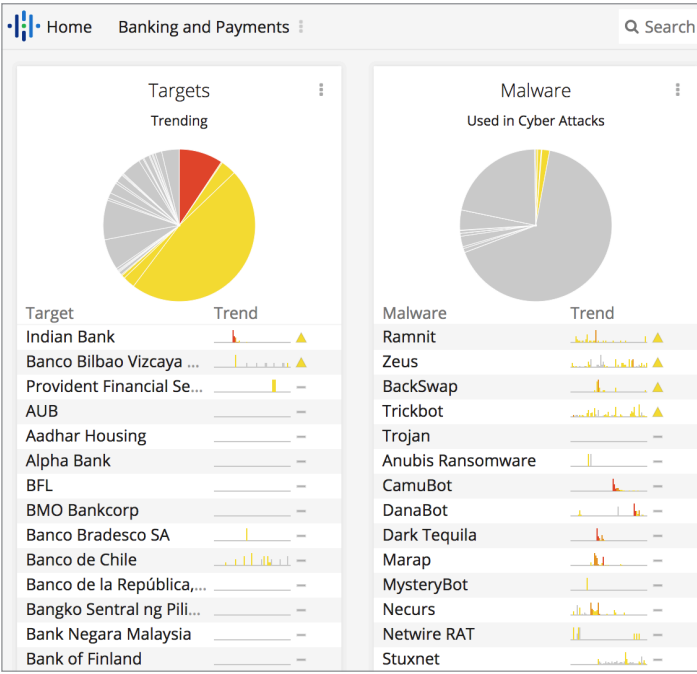 Home Banking and Payments Search
Targets
Trending
Target Trend
Indian Bank
Banco Bilbao Vizcaya ...
Provident Financial Se...
AUB
Aadhar Housing
Alpha Bank
BFL
BMO Bankcorp
Banco Bradesco SA
Banco de Chile
Banco de la República,...
Bangko Sentral ng Pili...
Bank Negara Malaysia
Bank of Finland
Malware
Used in Cyber Attacks
Malware Trend
Ramnit
Zeus
BackSwap
Trickbot
Trojan
Anubis Ransomware
CamuBot
DanaBot
Dark Tequila
Marap
MysteryBot
Necurs
Netwire RAT
Stuxnet